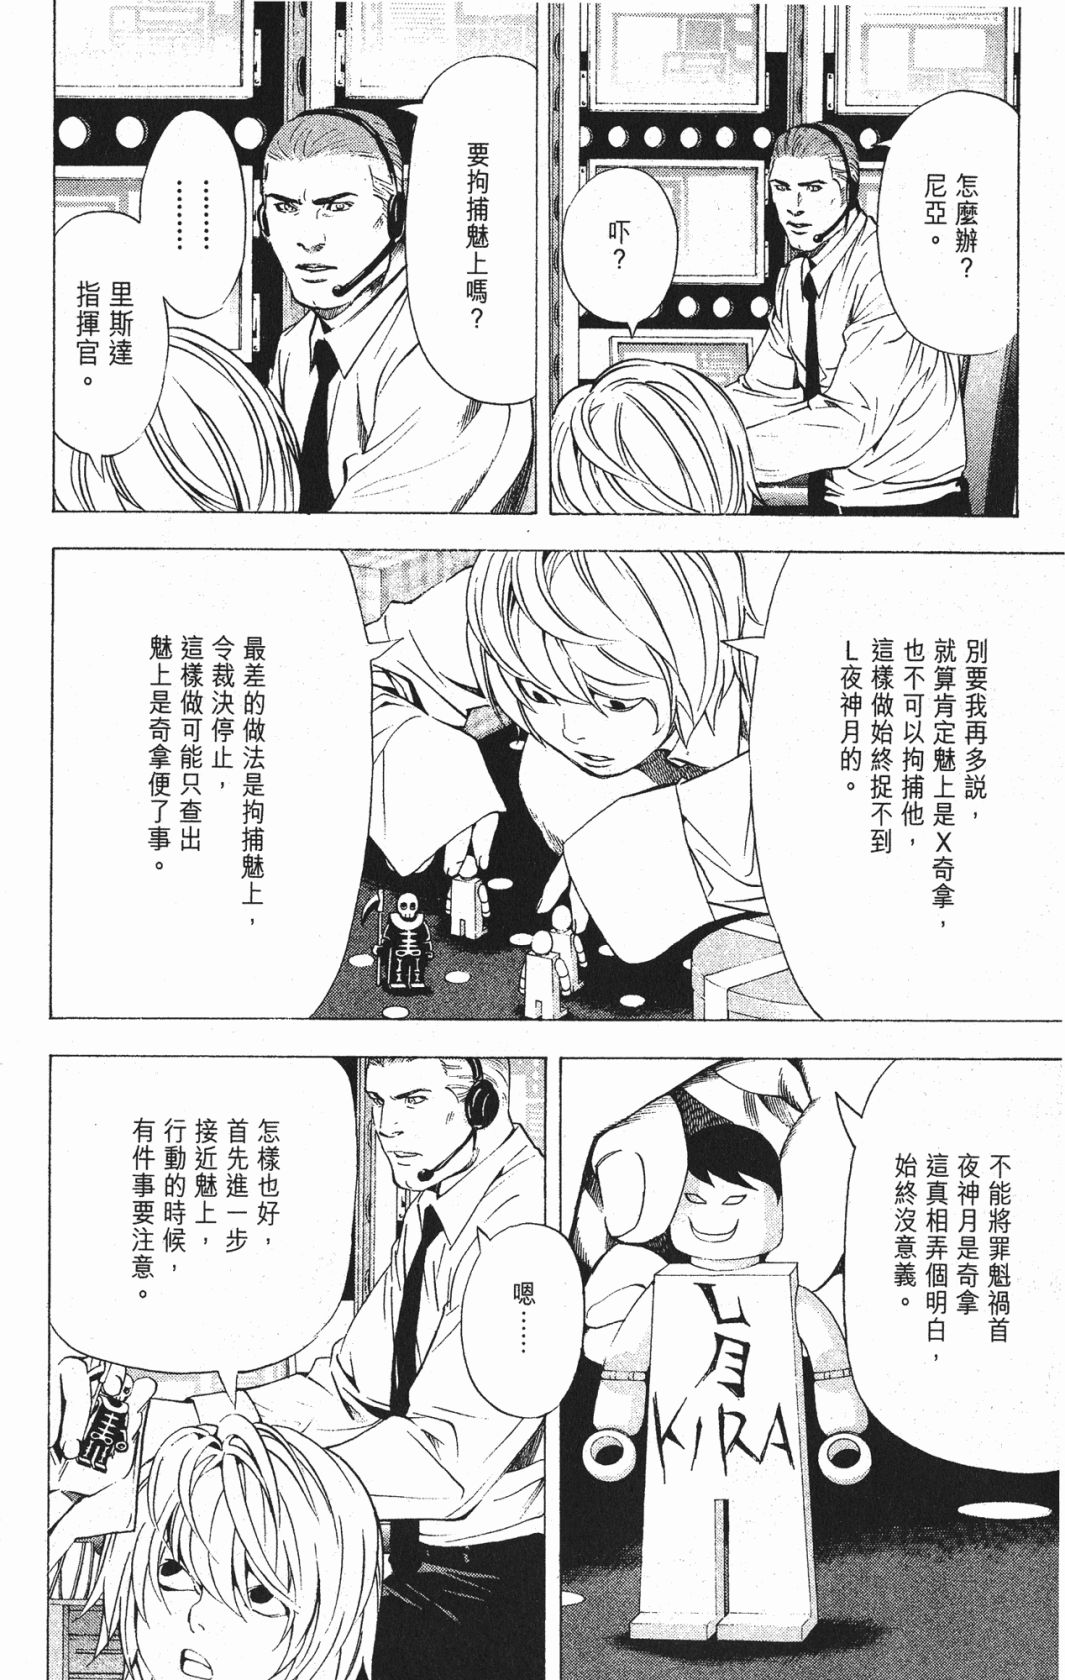 怎麼辦？
尼亞。
吓？
要拘捕魅上嗎？
⋯⋯⋯
⋯⋯⋯
里斯達
指揮官。
別要我再多說，
就算肯定魅上是X奇拿，
也不可以拘捕他，
這樣做始終捉不到
L夜神月的。
最差的做法是拘捕魅上，
令裁決停止，
這樣做可能只查出
魅上是奇拿便了事。
不能將罪魁禍首
夜神月是奇拿
這真相弄個明白，
始終沒意義。
L
月
KIRA
嗯⋯⋯
怎樣也好，
首先進一步
接近魅上，
行動的時候，
有件事要注意。